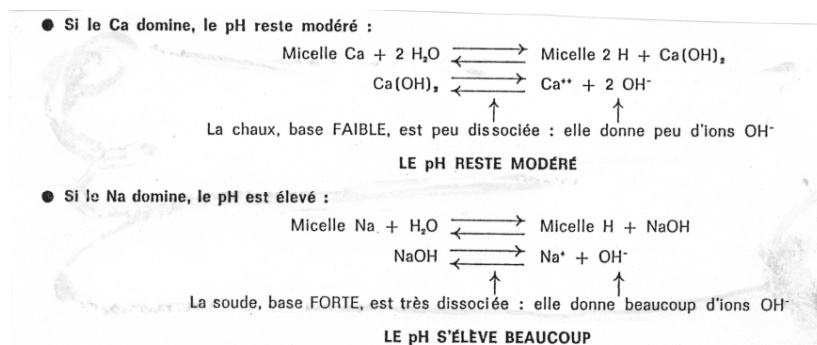 ● Si le Ca domine, le pH reste modéré :
Micelle Ca + 2 H₂O ⇌ Micelle 2 H + Ca(OH)₂
Ca(OH)₂ ⇌ Ca⁺⁺ + 2 OH⁻
La chaux, base FAIBLE, est peu dissociée : elle donne peu d'ions OH⁻
LE pH RESTE MODÉRÉ
● Si le Na domine, le pH est élevé :
Micelle Na + H₂O ⇌ Micelle H + NaOH
NaOH ⇌ Na⁺ + OH⁻
La soude, base FORTE, est très dissociée : elle donne beaucoup d'ions OH⁻
LE pH S'ÉLÈVE BEAUCOUP